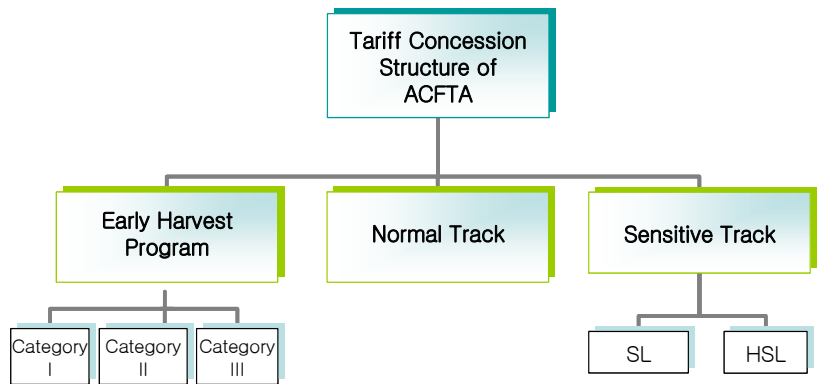 Tariff Concession
Structure of
ACFTA
Early Harvest
Program
Normal Track
Sensitive Track
Category
I
Category
II
Category
III
SL
HSL